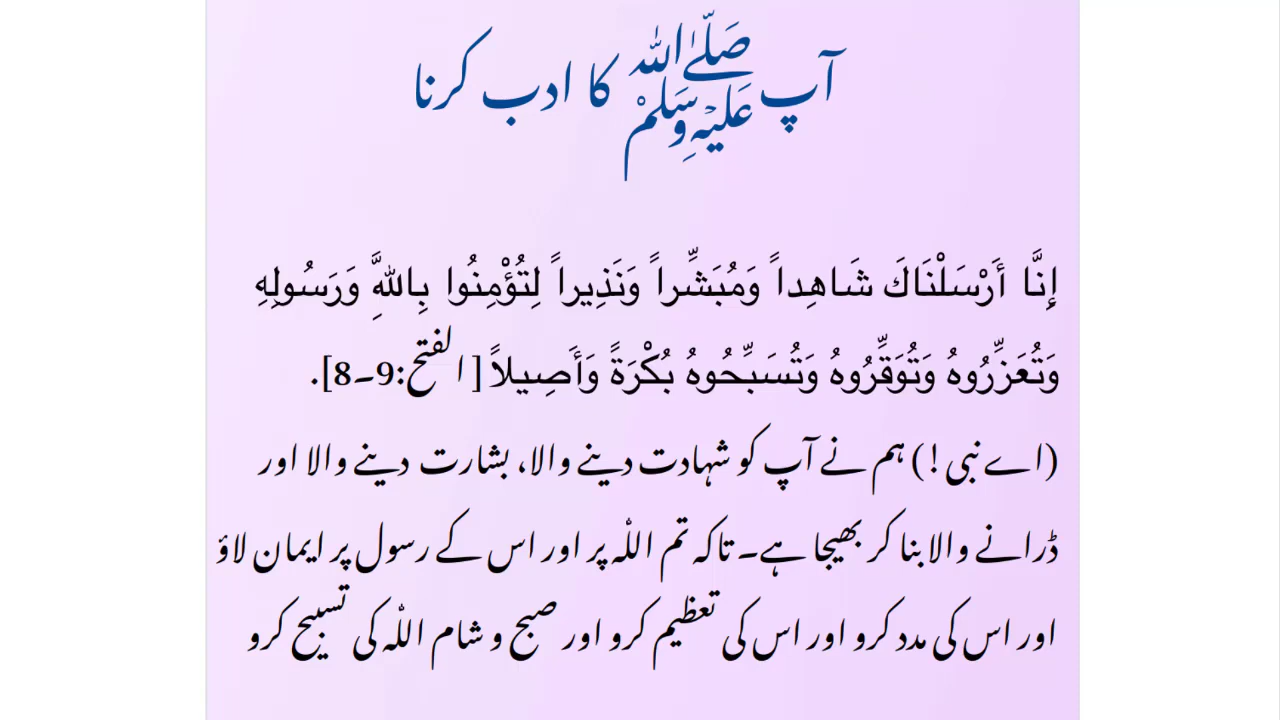 آپ صَلَّی اللہ عَلَیْہِ وَسَلَّمْ کا ادب کرنا
إِنَّا أَرْسَلْنَاكَ شَاهِداً وَمُبَشِّراً وَنَذِيراً لِتُؤْمِنُوا بِاللَّهِ وَرَسُولِهِ
وَتُعَزِّرُوهُ وَتُوَقِّرُوهُ وَتُسَبِّحُوهُ بُكْرَةً وَأَصِيلاً [الفتح:9۔8].
(اے نبی!) ہم نے آپ کو شہادت دینے والا، بشارت دینے والا اور
ڈرانے والا بنا کر بھیجا ہے۔ تاکہ تم اللہ پر اور اس کے رسول پر ایمان لاؤ
اور اس کی مدد کرو اور اس کی تعظیم کرو اور صبح و شام اللہ کی تسبیح کرو